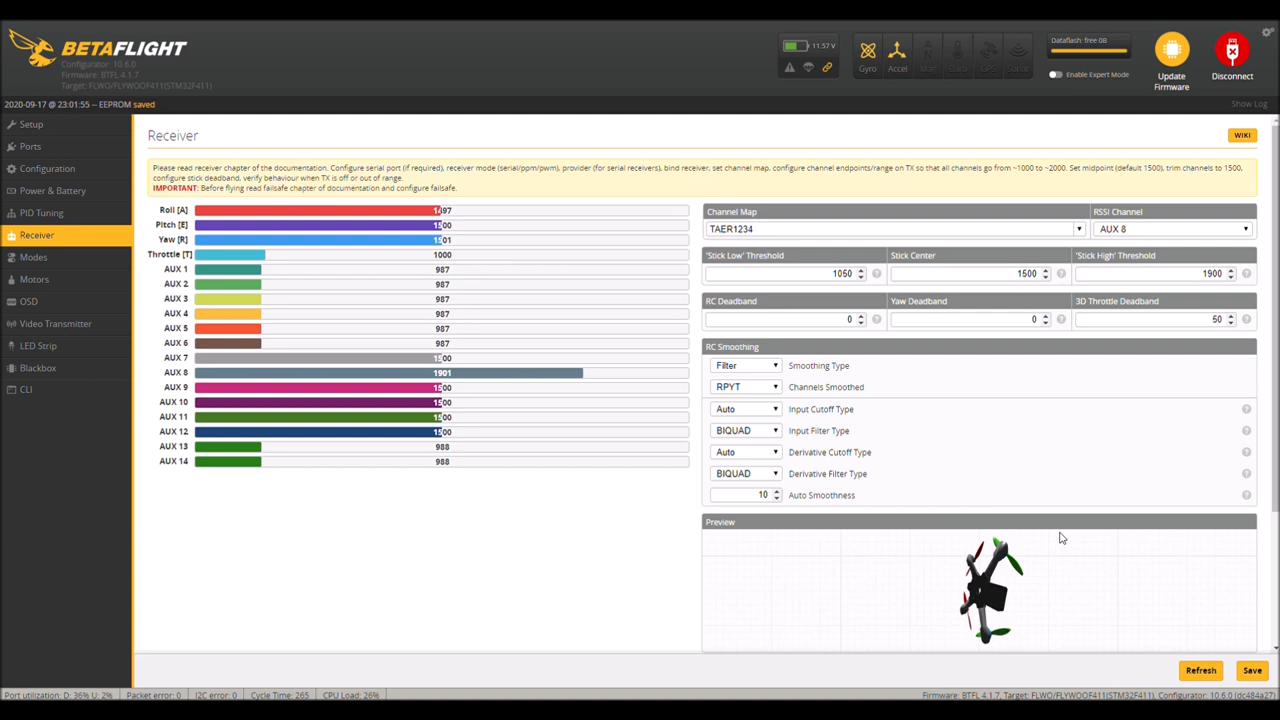 BETAFLIGHT
Configurator: 10.6.0
Firmware: BTFL 4.1.7
Target: FLWO/FLYWOOF411(STM32F411)
11.57 V
Gyro
Accel
Dataflash: free 0B
Enable Expert Mode
Update Firmware
Disconnect
2020-09-17 @ 23:01:55 -- EEPROM saved
Show Log
Setup
Ports
Configuration
Power & Battery
PID Tuning
Receiver
Modes
Motors
OSD
Video Transmitter
LED Strip
Blackbox
CLI
Receiver
WIKI
Please read receiver chapter of the documentation. Configure serial port (if required), receiver mode (serial/ppm/pwm), provider (for serial receivers), bind receiver, set channel map, configure channel endpoints/range on TX so that all channels go from ~1000 to ~2000. Set midpoint (default 1500), trim channels to 1500,
configure stick deadband, verify behaviour when TX is off or out of range.
IMPORTANT: Before flying read failsafe chapter of documentation and configure failsafe.
Roll [A] 1497
Pitch [E] 1500
Yaw [R] 1501
Throttle [T] 1000
AUX 1 987
AUX 2 987
AUX 3 987
AUX 4 987
AUX 5 987
AUX 6 987
AUX 7 1500
AUX 8 1901
AUX 9 1500
AUX 10 1500
AUX 11 1500
AUX 12 1500
AUX 13 988
AUX 14 988
Channel Map RSSI Channel
TAER1234 AUX 8
'Stick Low' Threshold Stick Center 'Stick High' Threshold
1050 1500 1900
RC Deadband Yaw Deadband 3D Throttle Deadband
0 0 50
RC Smoothing
Filter Smoothing Type
RPYT Channels Smoothed
Auto Input Cutoff Type
BIQUAD Input Filter Type
Auto Derivative Cutoff Type
BIQUAD Derivative Filter Type
10 Auto Smoothness
Preview
Refresh Save
Port utilization: D: 36% U: 2% Packet error: 0 I2C error: 0 Cycle Time: 265 CPU Load: 26% Firmware: BTFL 4.1.7, Target: FLWO/FLYWOOF411(STM32F411), Configurator: 10.6.0 (dc484a27)